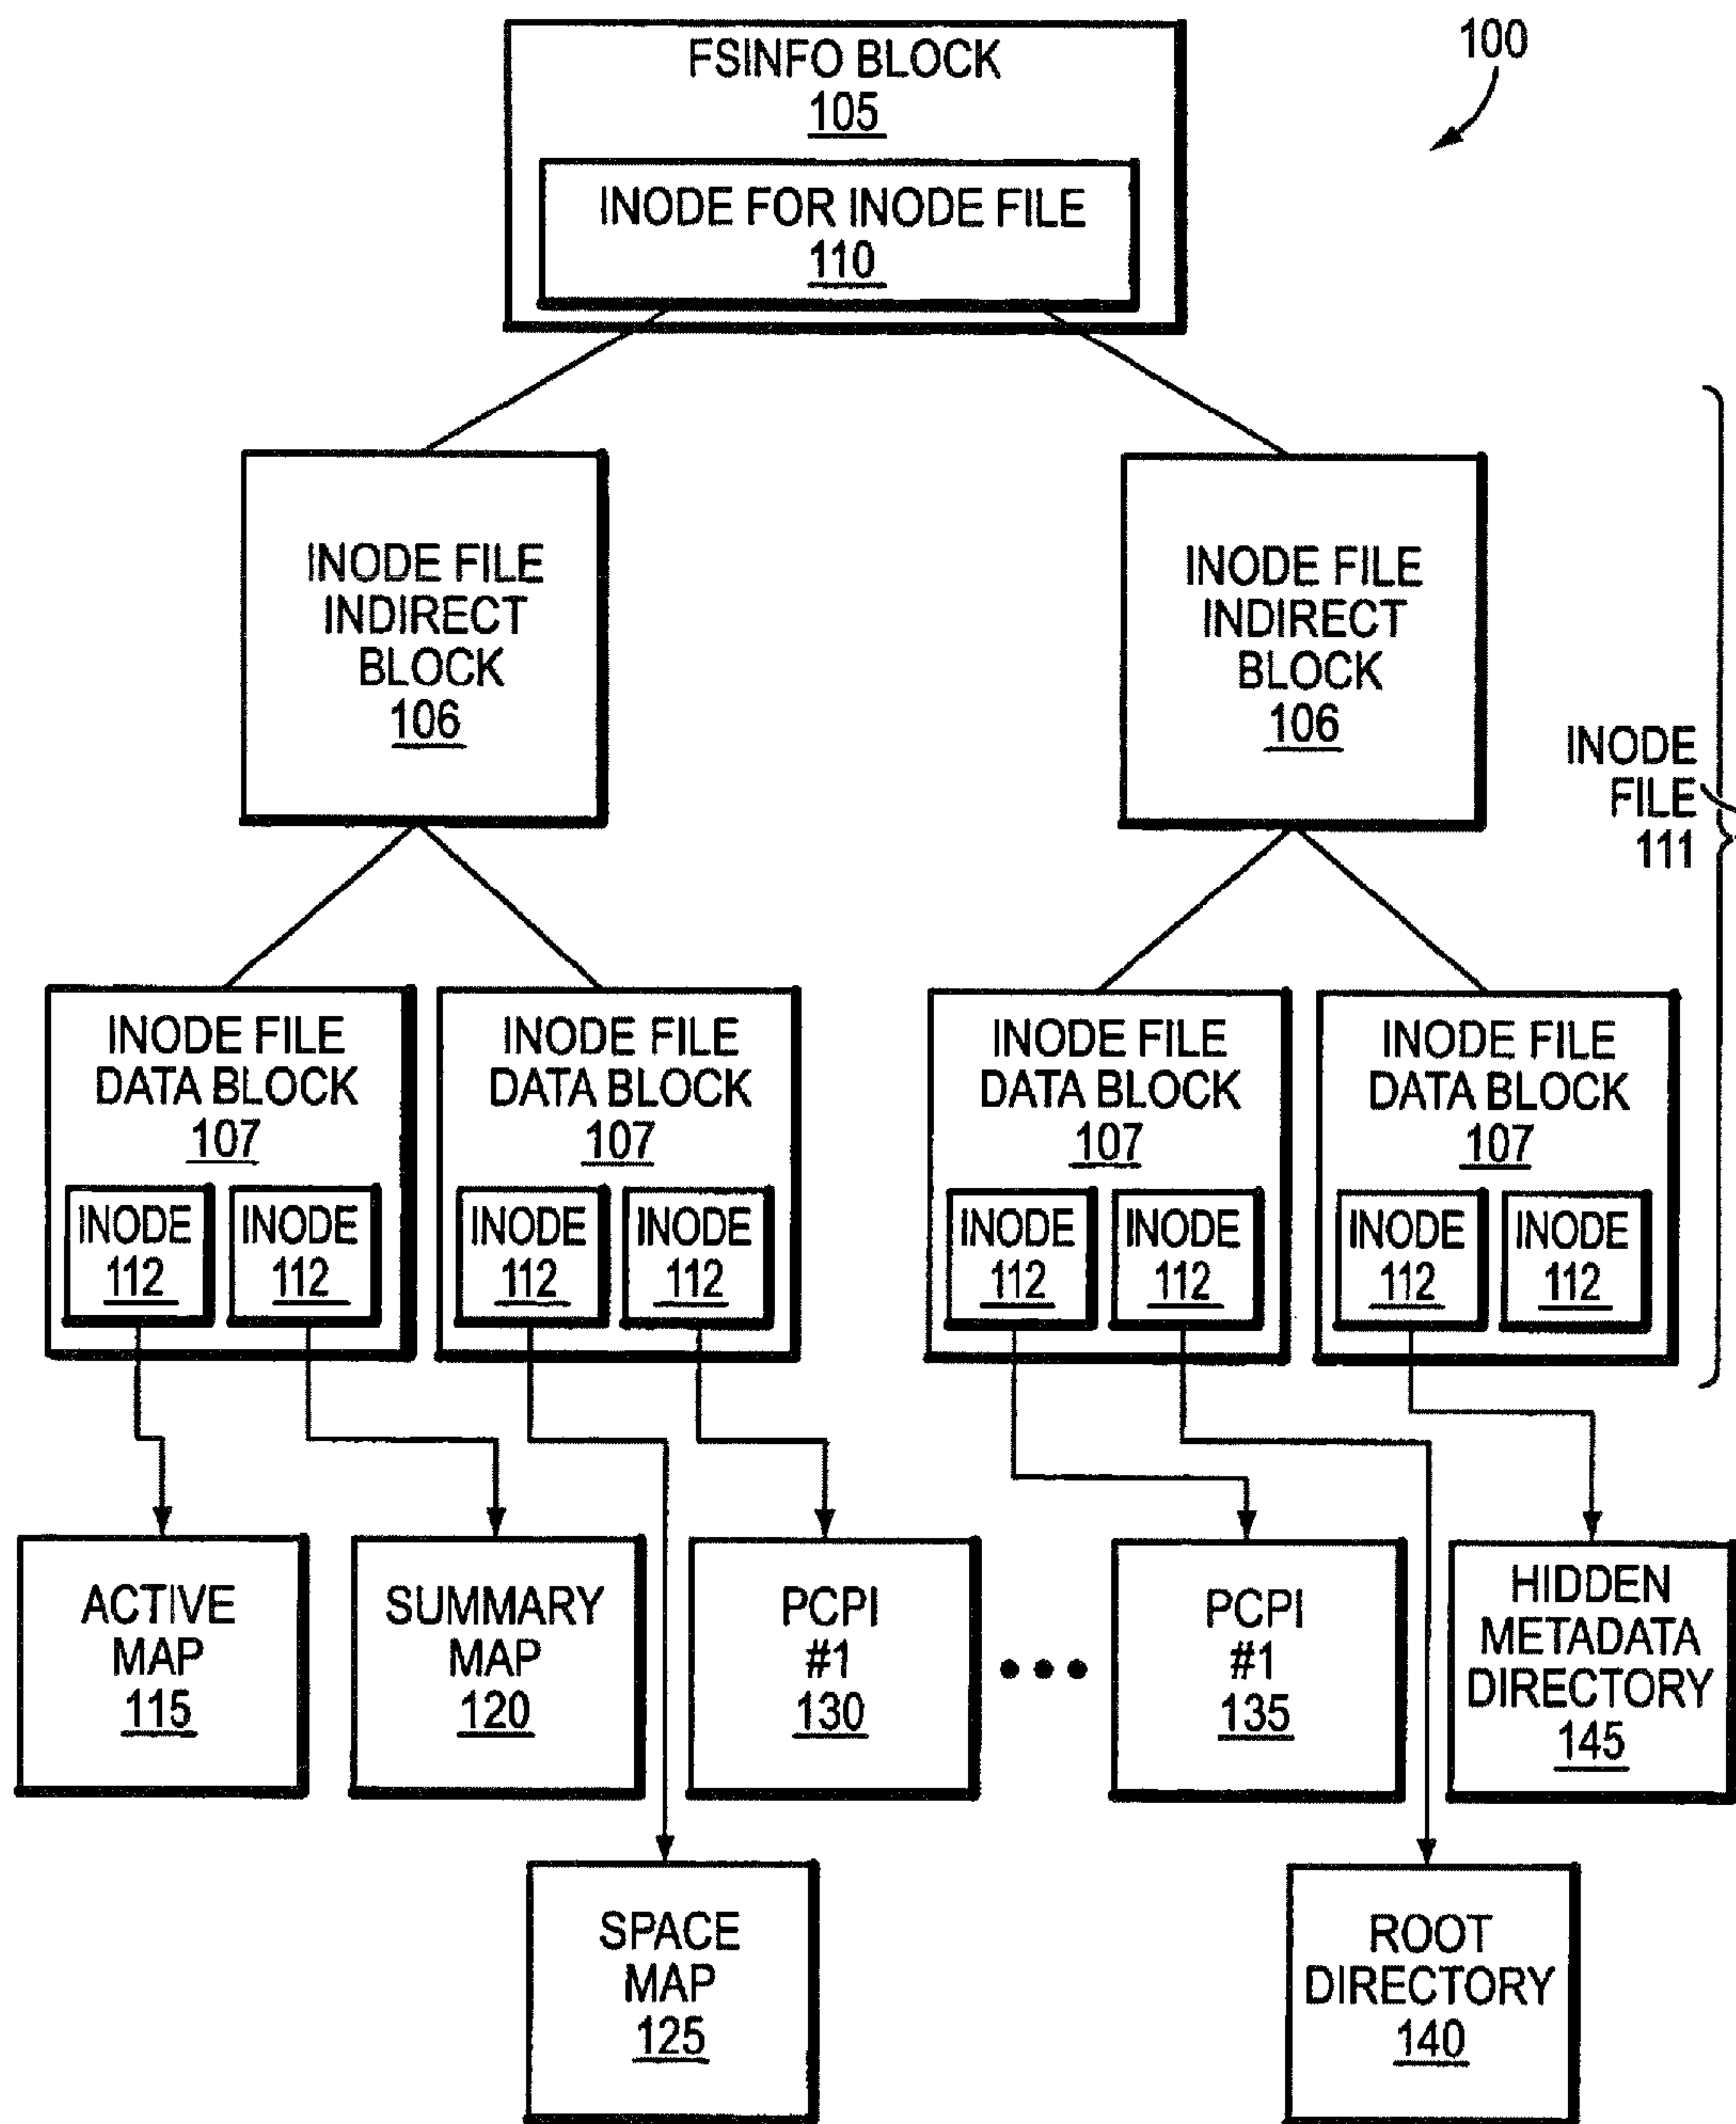 100
FSINFO BLOCK
105
INODE FOR INODE FILE
110
INODE FILE
INDIRECT
BLOCK
106
INODE FILE
INDIRECT
BLOCK
106
INODE
FILE
111
INODE FILE
DATA BLOCK
107
INODE
112
INODE
112
INODE FILE
DATA BLOCK
107
INODE
112
INODE
112
INODE FILE
DATA BLOCK
107
INODE
112
INODE
112
INODE FILE
DATA BLOCK
107
INODE
112
INODE
112
ACTIVE
MAP
115
SUMMARY
MAP
120
PCPI
#1
130
•••
PCPI
#1
135
HIDDEN
METADATA
DIRECTORY
145
SPACE
MAP
125
ROOT
DIRECTORY
140